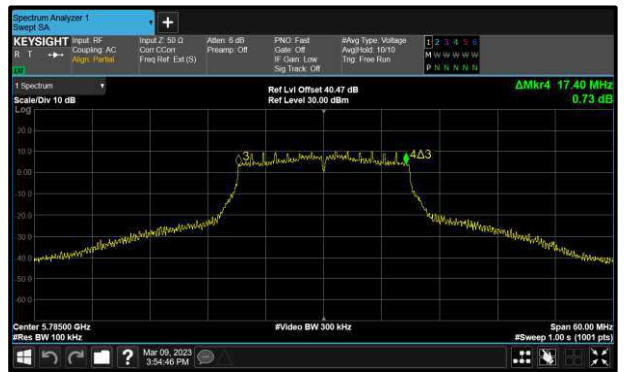 Spectrum Analyzer 1
Swept SA
+
KEYSIGHT Input: RF Input Z: 50 Ω Atten: 6 dB PNO: Fast #Avg Type: Voltage 1 2 3 4 5 6
R T Coupling: AC Corr CCorr Preamp: Off Gate: Off Avg|Hold: 10/10 M W W W W W
Align: Partial Freq Ref: Ext (S) IF Gain: Low Trig: Free Run
Sig Track: Off P N N N N N
1 Spectrum Ref Lvl Offset 40.47 dB ΔMkr4 17.40 MHz
Scale/Div 10 dB Ref Level 30.00 dBm 0.73 dB
Log
20.0
10.0
3 4Δ3
0.00
-10.0
-20.0
-30.0
-40.0
-50.0
-60.0
Center 5.78500 GHz #Video BW 300 kHz Span 60.00 MHz
#Res BW 100 kHz #Sweep 1.00 s (1001 pts)
? Mar 09, 2023
3:54:46 PM